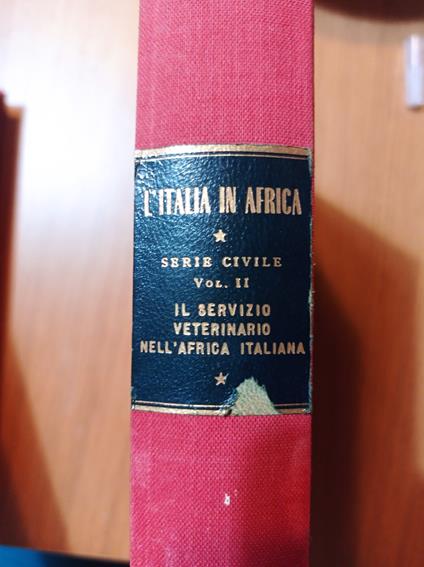 L'ITALIA IN AFRICA
SERIE CIVILE
VOL. II
IL SERVIZIO
VETERINARIO
NELL'AFRICA ITALIANA